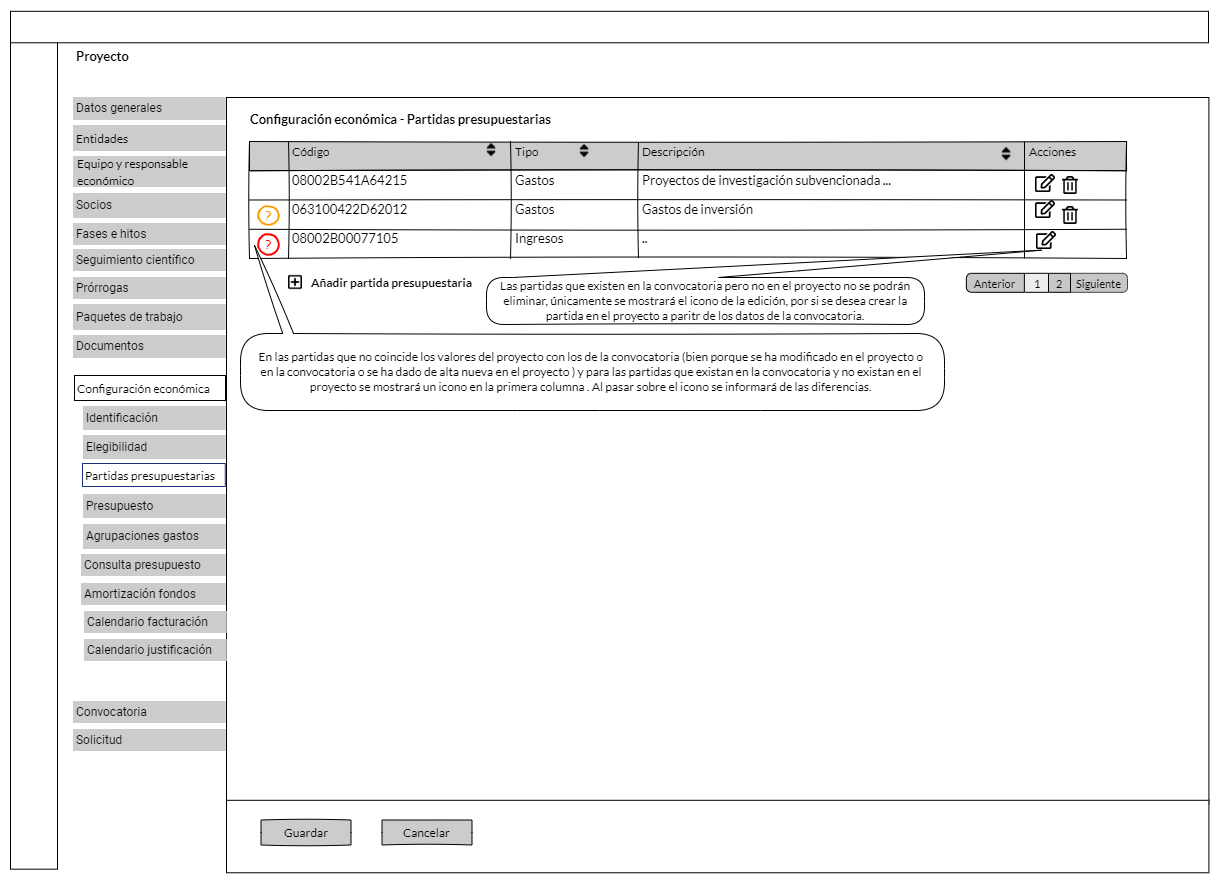 Proyecto
Datos generales
Entidades
Equipo y responsable
económico
Socios
Fases e hitos
Seguimiento científico
Prórrogas
Paquetes de trabajo
Documentos
Configuración económica
Identificación
Elegibilidad
Partidas presupuestarias
Presupuesto
Agrupaciones gastos
Consulta presupuesto
Amortización fondos
Calendario facturación
Calendario justificación
Convocatoria
Solicitud
Configuración económica - Partidas presupuestarias
Código Tipo Descripción Acciones
08002B541A64215 Gastos Proyectos de investigación subvencionada ...
? 063100422D62012 Gastos Gastos de inversión
? 08002B00077105 Ingresos ..
Añadir partida presupuestaria
Anterior 1 2 Siguiente
Las partidas que existen en la convocatoria pero no en el proyecto no se podrán
eliminar, únicamente se mostrará el icono de la edición, por si se desea crear la
partida en el proyecto a paritr de los datos de la convocatoria.
En las partidas que no coincide los valores del proyecto con los de la convocatoria (bien porque se ha modificado en el proyecto o
en la convocatoria o se ha dado de alta nueva en el proyecto ) y para las partidas que existan en la convocatoria y no existan en el
proyecto se mostrará un icono en la primera columna . Al pasar sobre el icono se informará de las diferencias.
Guardar Cancelar